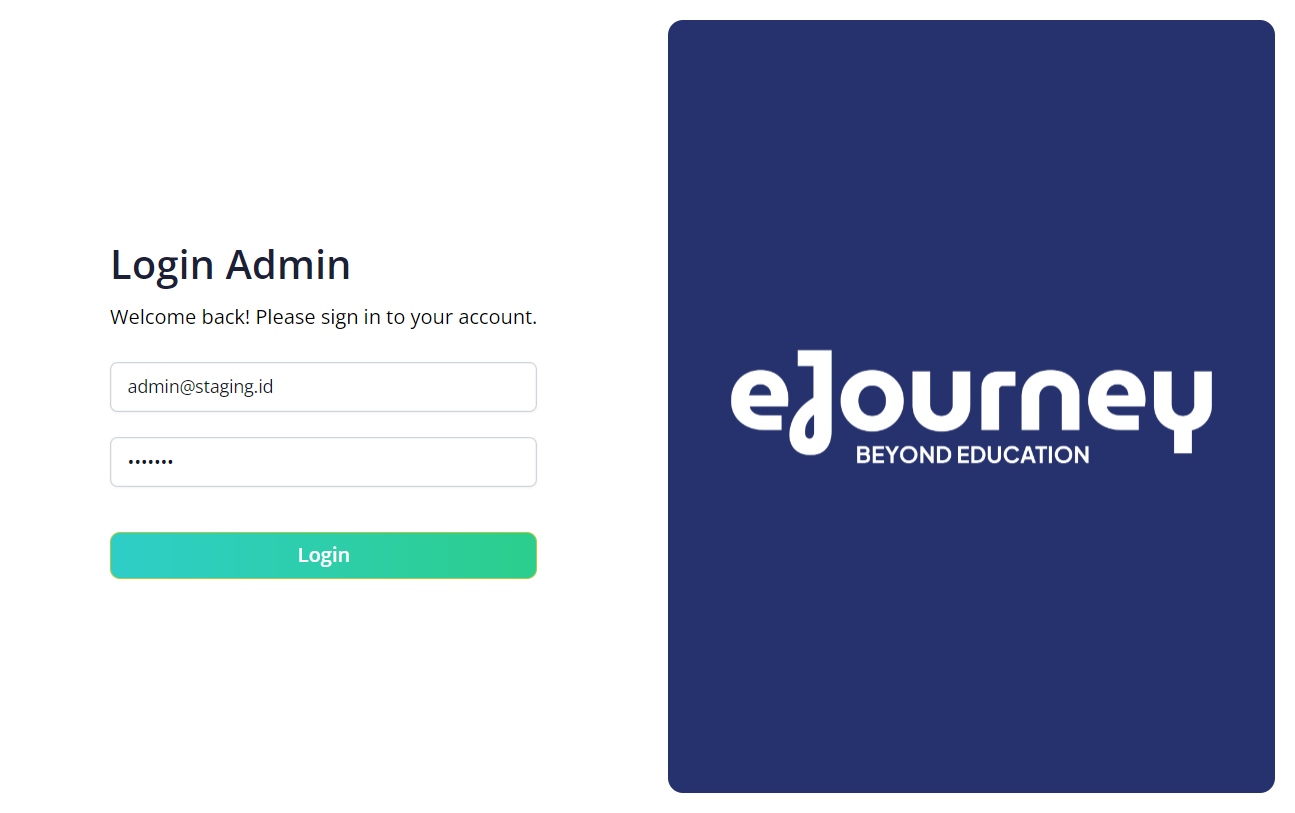 Login Admin
Welcome back! Please sign in to your account.
admin@staging.id
•••••••
Login
eJourney
BEYOND EDUCATION